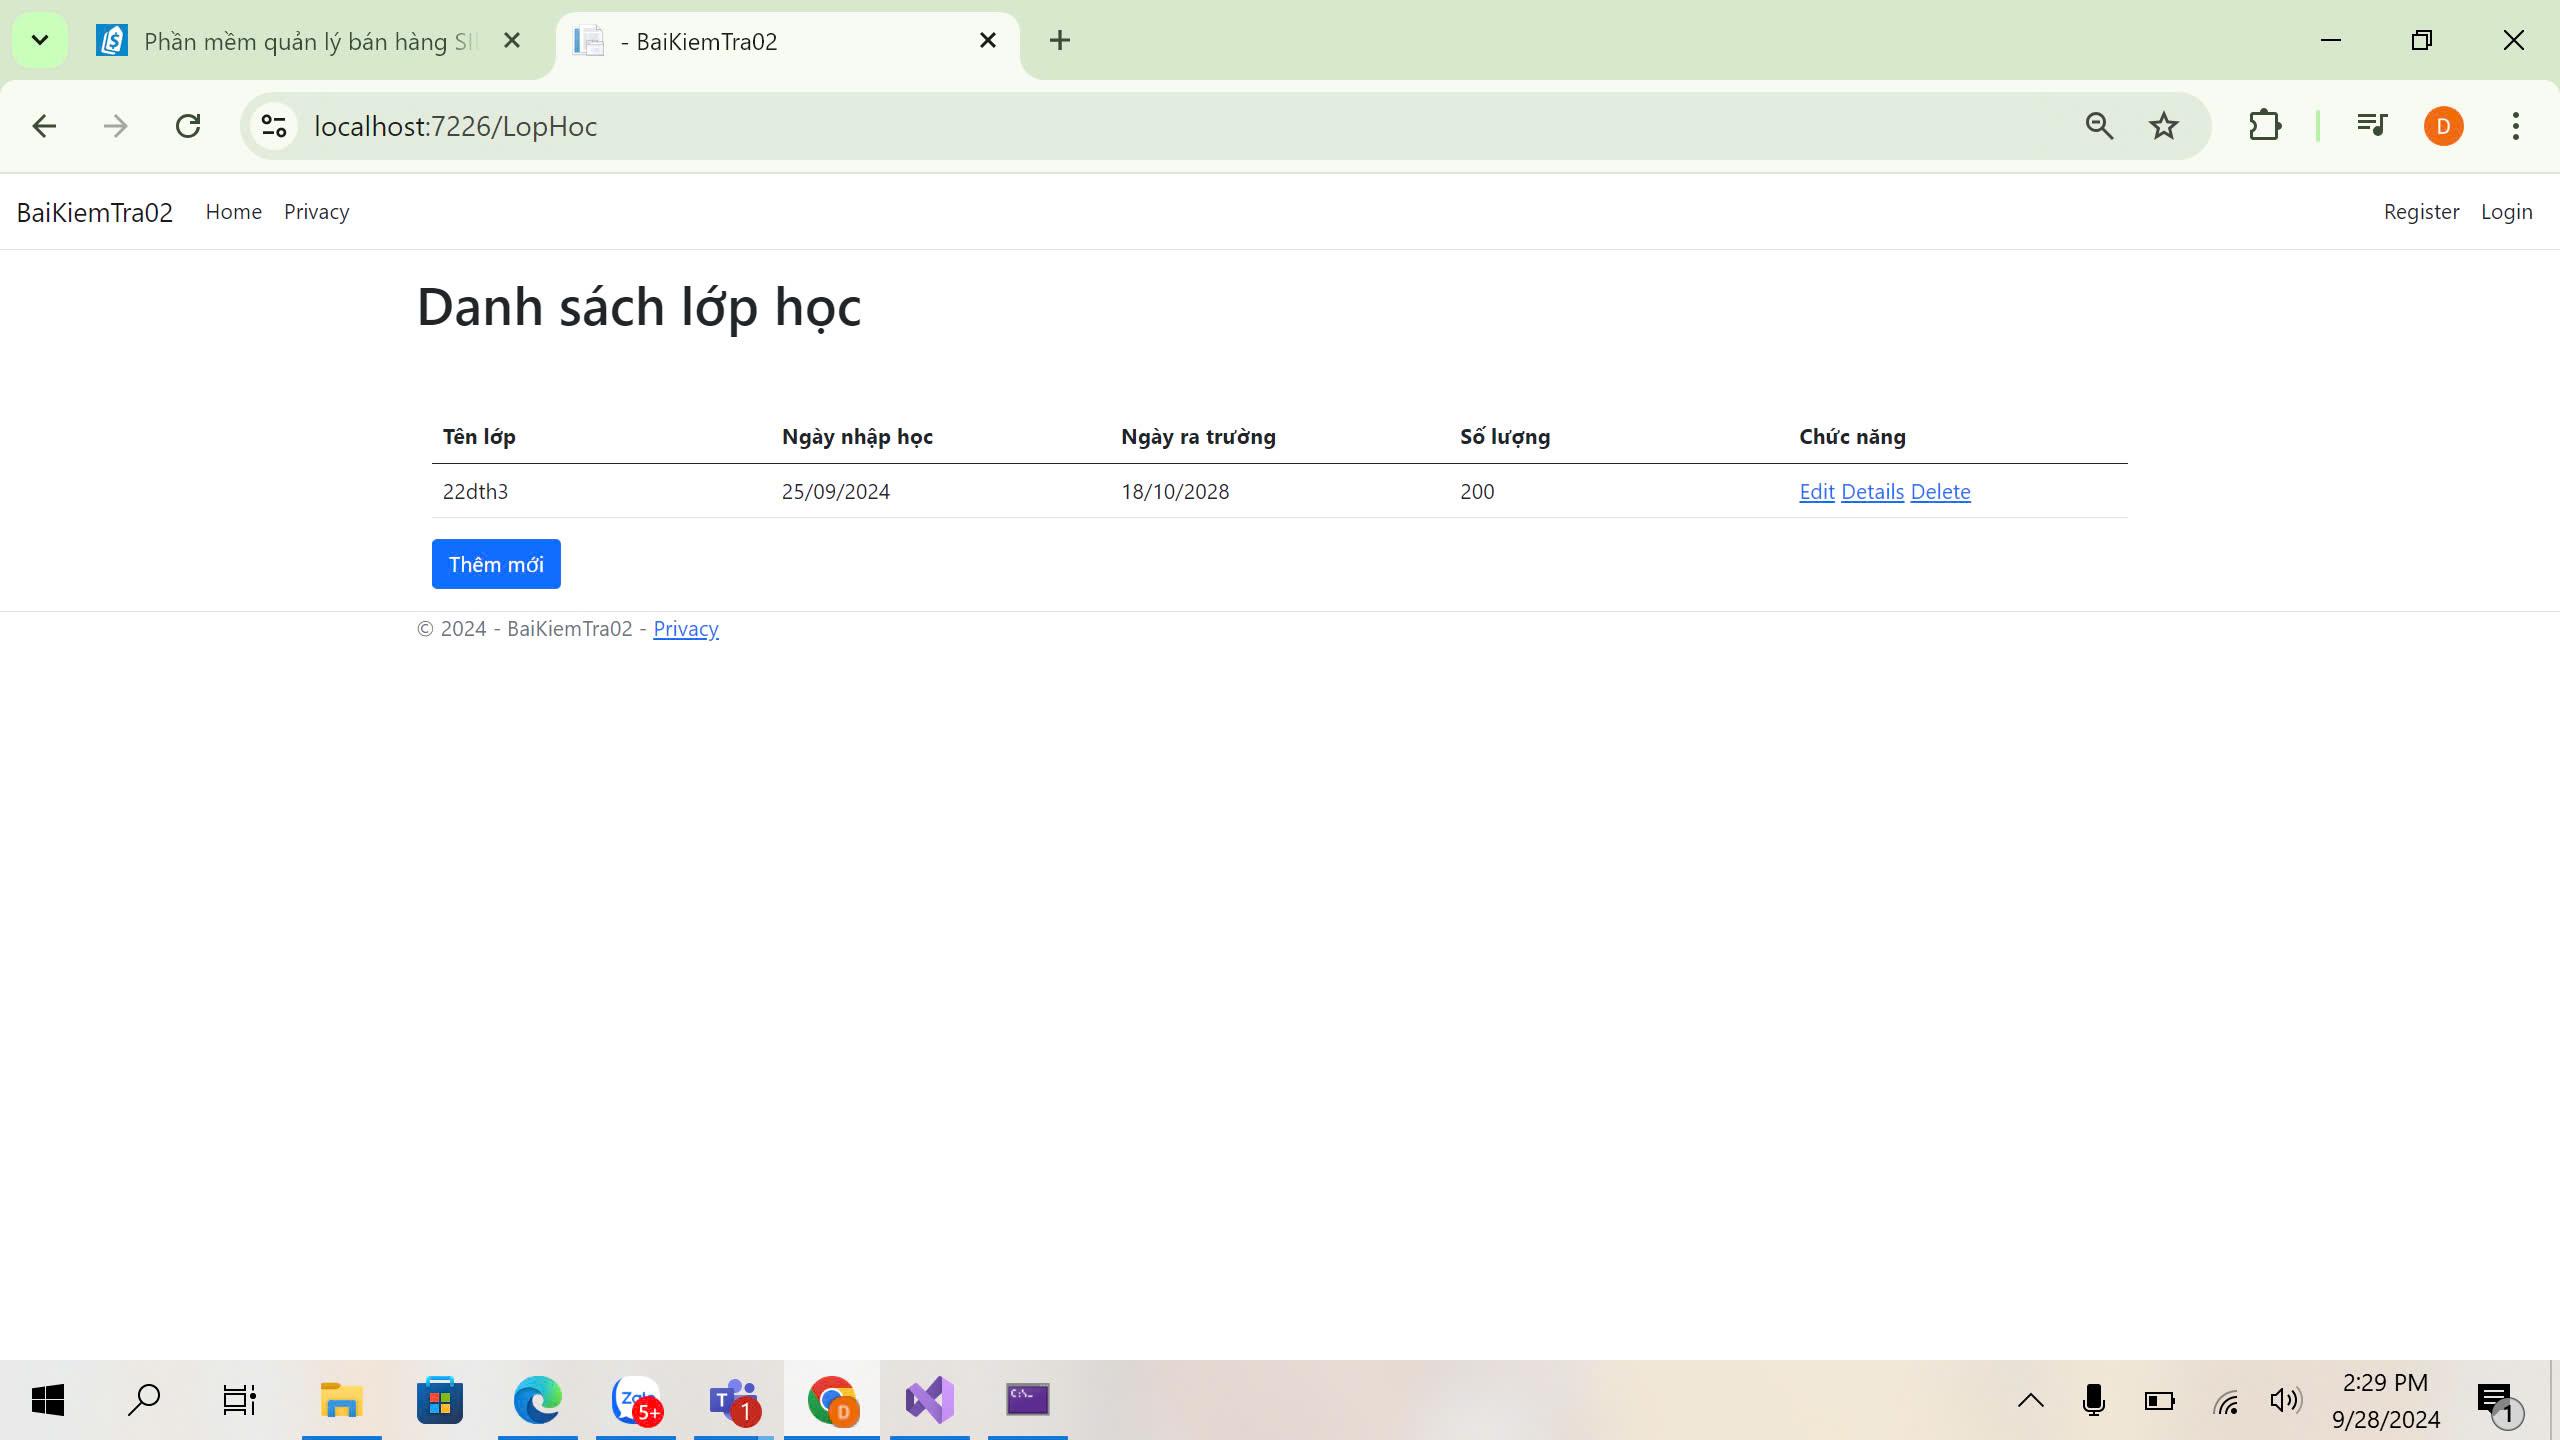 Phần mềm quản lý bán hàng
- BaiKiemTra02
localhost:7226/LopHoc
D
BaiKiemTra02 Home Privacy Register Login
Danh sách lớp học
Tên lớp Ngày nhập học Ngày ra trường Số lượng Chức năng
22dth3 25/09/2024 18/10/2028 200 Edit Details Delete
Thêm mới
© 2024 - BaiKiemTra02 - Privacy
5+
T 1
D
C:\_
2:29 PM
9/28/2024
1